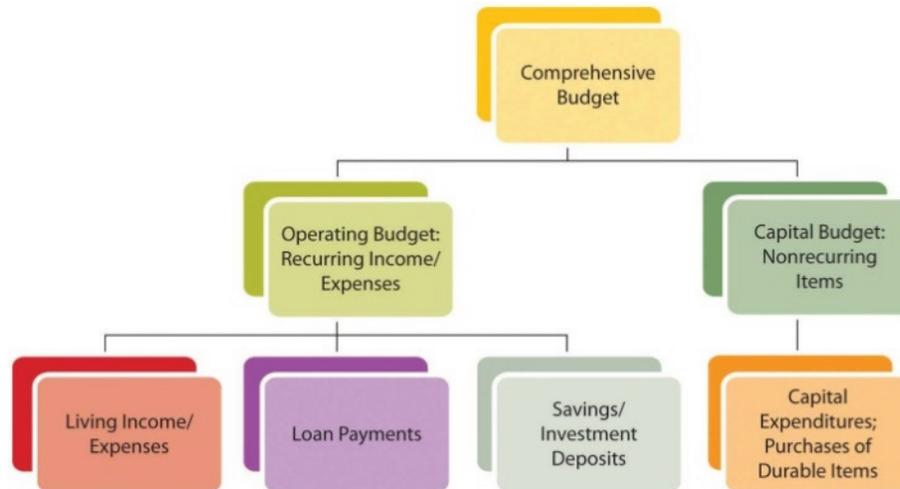 Comprehensive
Budget
Operating Budget:
Recurring Income/
Expenses
Capital Budget:
Nonrecurring
Items
Living Income/
Expenses
Loan Payments
Savings/
Investment
Deposits
Capital
Expenditures;
Purchases of
Durable Items